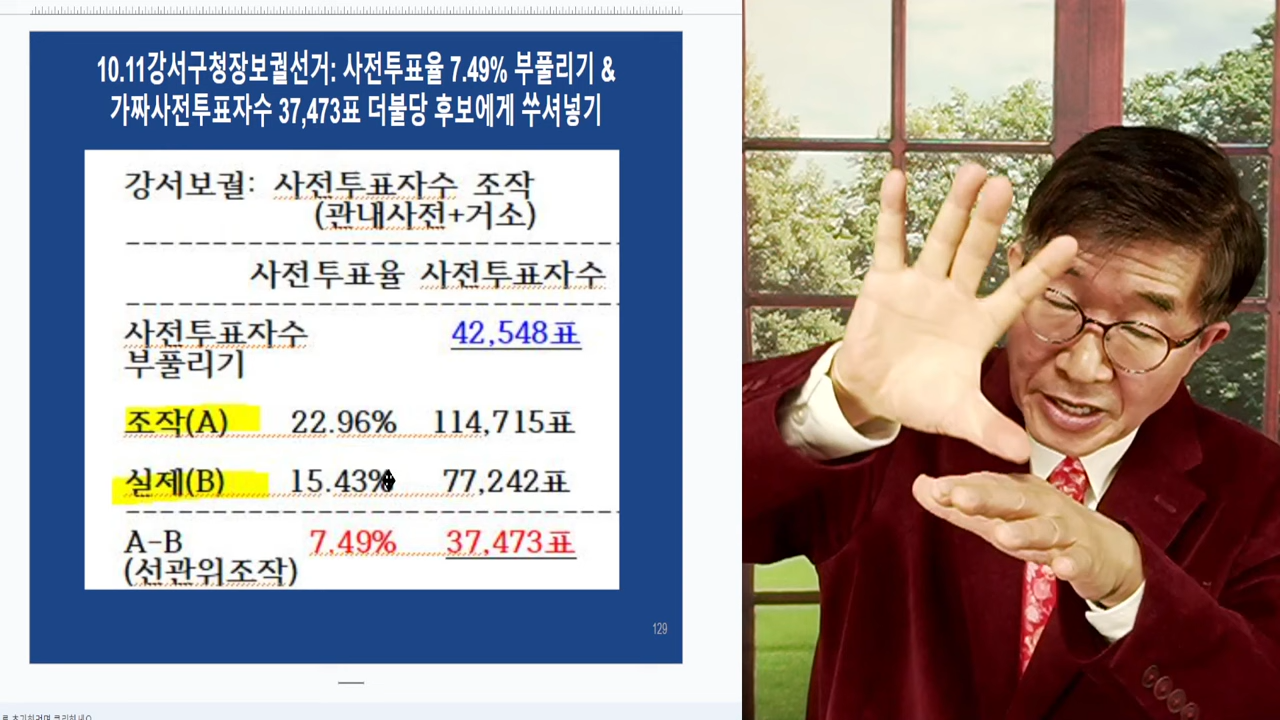 10.11강서구청장보궐선거: 사전투표율 7.49% 부풀리기 &
가짜사전투표자수 37,473표 더불당 후보에게 쑤셔넣기
강서보궐: 사전투표자수 조작
(관내사전+거소)
사전투표율 사전투표자수
사전투표자수 42,548표
부풀리기
조작(A) 22.96% 114,715표
실제(B) 15.43% 77,242표
A-B 7.49% 37,473표
(선관위조작)
129